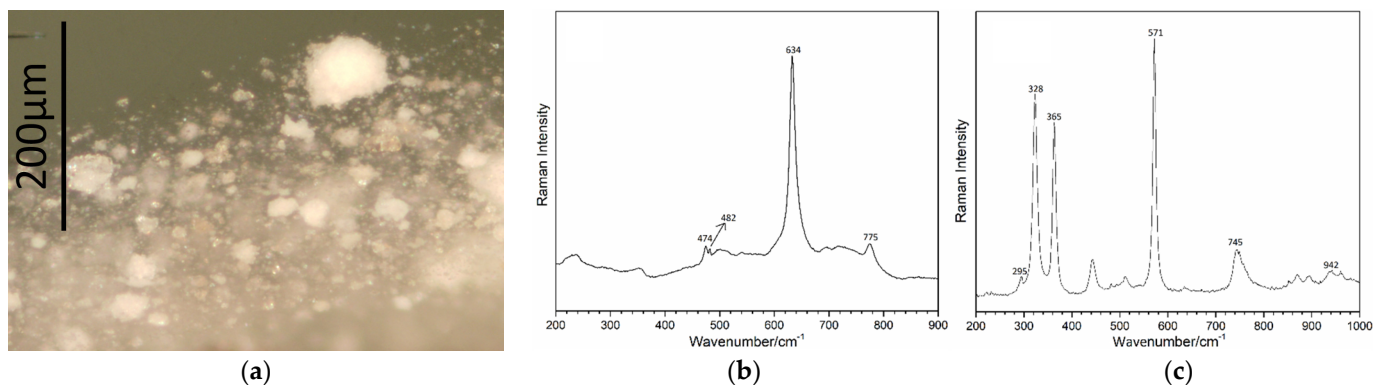 200μm
(a)
Raman Intensity
634
474
482
775
200 300 400 500 600 700 800 900
Wavenumber/cm-1
(b)
Raman Intensity
571
328
365
295
745
942
200 300 400 500 600 700 800 900 1000
Wavenumber/cm-1
(c)